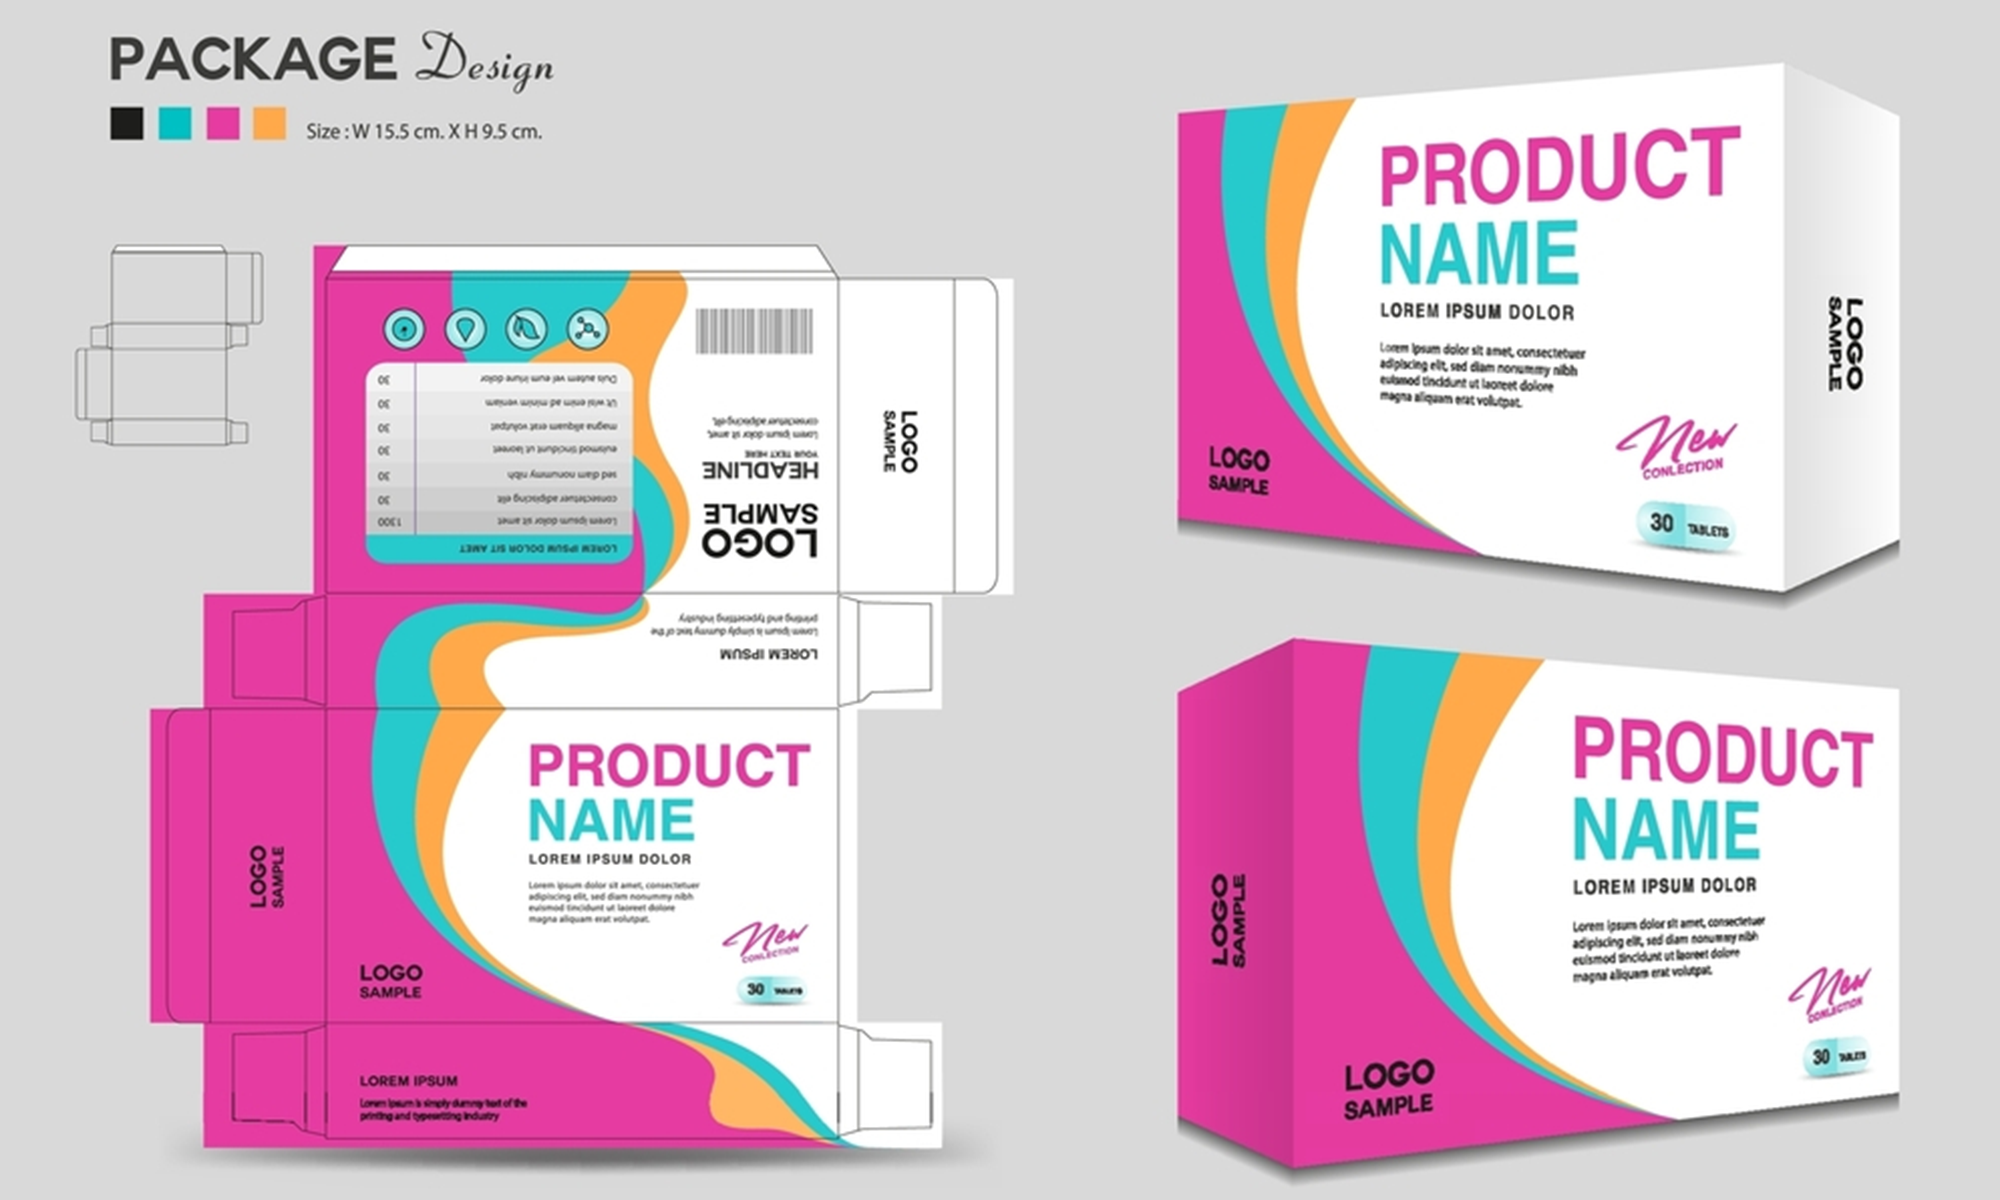 PACKAGE Design
Size : W 15.5 cm. X H 9.5 cm.
Duis autem vel eum iriure dolor 30
Ut wisi enim ad minim veniam 30
magna aliquam erat volutpat 30
euismod tincidunt ut laoreet 30
sed diam nonummy nibh 30
consectetuer adipiscing elit 30
Lorem ipsum dolor sit amet 1300
LOREM IPSUM DOLOR SIT AMET
LOGO
SAMPLE
HEADLINE
YOUR TEXT HERE
Lorem ipsum dolor sit amet,
consectetuer adipiscing elit,
LOGO
SAMPLE
LOREM IPSUM
Lorem ipsum is simply dummy text of the
printing and typesetting industry
LOGO
SAMPLE
PRODUCT
NAME
LOREM IPSUM DOLOR
Lorem ipsum dolor sit amet, consectetuer
adipiscing elit, sed diam nonummy nibh
euismod tincidunt ut laoreet dolore
magna aliquam erat volutpat.
New
CONLECTION
30 TABLETS
LOGO
SAMPLE
LOREM IPSUM
Lorem ipsum is simply dummy text of the
printing and typesetting industry
PRODUCT
NAME
LOREM IPSUM DOLOR
Lorem ipsum dolor sit amet, consectetuer
adipiscing elit, sed diam nonummy nibh
euismod tincidunt ut laoreet dolore
magna aliquam erat volutpat.
New
CONLECTION
30 TABLETS
LOGO
SAMPLE
LOGO
SAMPLE
PRODUCT
NAME
LOREM IPSUM DOLOR
Lorem ipsum dolor sit amet, consectetuer
adipiscing elit, sed diam nonummy nibh
euismod tincidunt ut laoreet dolore
magna aliquam erat volutpat.
New
CONLECTION
30 TABLETS
LOGO
SAMPLE
LOGO
SAMPLE